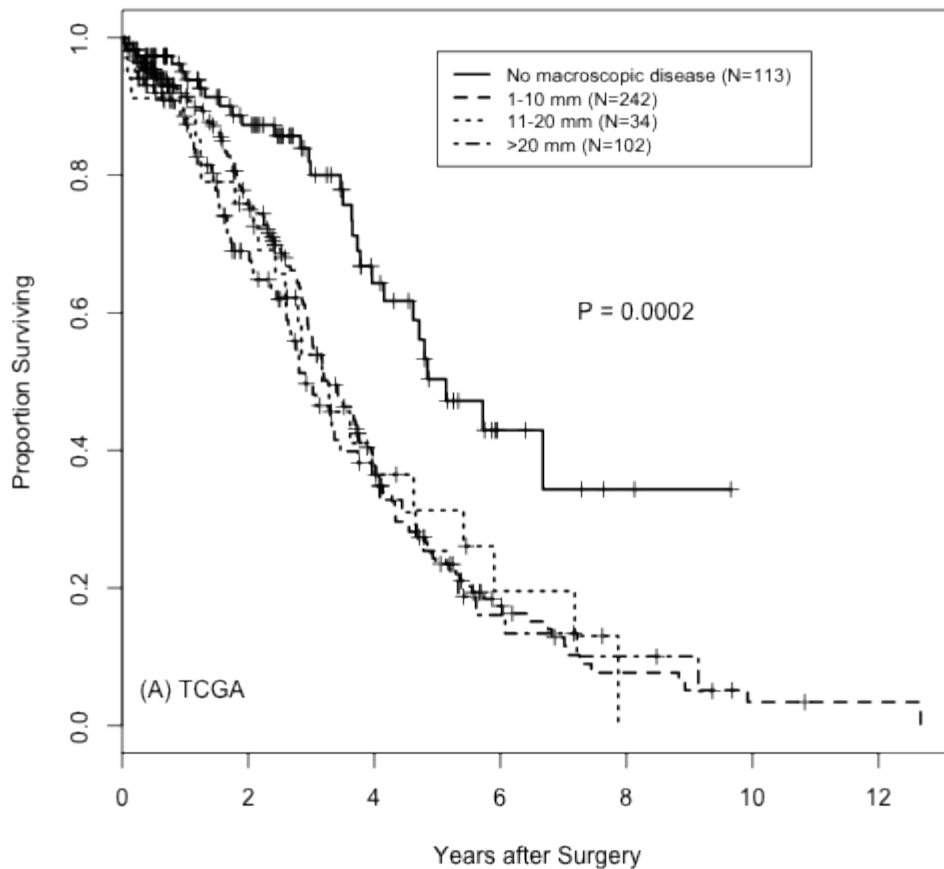 No macroscopic disease (N=113)
1-10 mm (N=242)
11-20 mm (N=34)
>20 mm (N=102)
P = 0.0002
(A) TCGA
Proportion Surviving
1.0
0.8
0.6
0.4
0.2
0.0
0 2 4 6 8 10 12
Years after Surgery